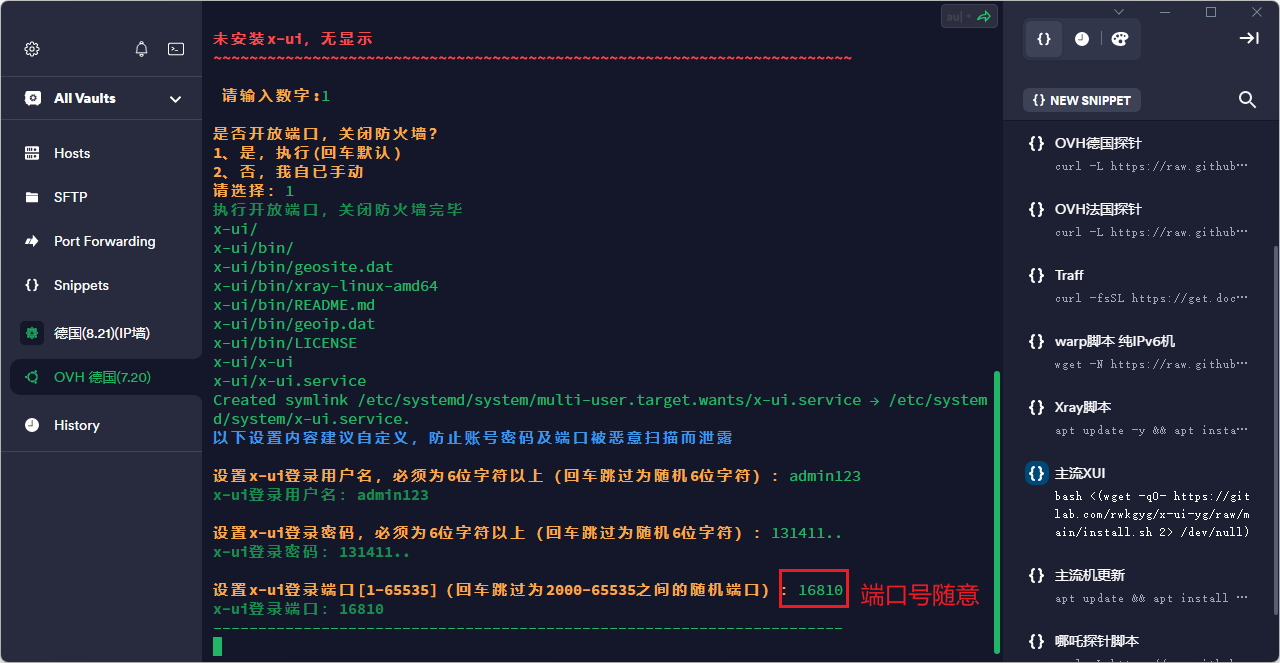 All Vaults
Hosts
SFTP
Port Forwarding
Snippets
德国(8.21)(IP墙)
OVH 德国(7.20)
History
未安装x-ui，无显示
~~~~~~~~~~~~~~~~~~~~~~~~~~~~~~~~~~~~~~~~~~~~~~~~~~~~~~~~~~~~~~~~~~~~~~~
请输入数字:1
是否开放端口，关闭防火墙?
1、是，执行(回车默认)
2、否，我自已手动
请选择: 1
执行开放端口，关闭防火墙完毕
x-ui/
x-ui/bin/
x-ui/bin/geosite.dat
x-ui/bin/xray-linux-amd64
x-ui/bin/README.md
x-ui/bin/geoip.dat
x-ui/bin/LICENSE
x-ui/x-ui
x-ui/x-ui.service
Created symlink /etc/systemd/system/multi-user.target.wants/x-ui.service → /etc/system
d/system/x-ui.service.
以下设置内容建议自定义，防止账号密码及端口被恶意扫描而泄露
设置x-ui登录用户名，必须为6位字符以上（回车跳过为随机6位字符）: admin123
x-ui登录用户名: admin123
设置x-ui登录密码，必须为6位字符以上（回车跳过为随机6位字符）: 131411..
x-ui登录密码: 131411..
设置x-ui登录端口[1-65535]（回车跳过为2000-65535之间的随机端口）: 16810
端口号随意
x-ui登录端口: 16810
----------------------------------------------------------------------
{} NEW SNIPPET
{} OVH德国探针
curl -L https://raw.github…
{} OVH法国探针
curl -L https://raw.github…
{} Traff
curl -fsSL https://get.doc…
{} warp脚本 纯IPv6机
wget -N https://raw.github…
{} Xray脚本
apt update -y && apt insta…
{} 主流XUI
bash <(wget -qO- https://git
lab.com/rwkgyg/x-ui-yg/raw/m
ain/install.sh 2> /dev/null)
{} 主流机更新
apt update && apt install …
{} 哪吒探针脚本